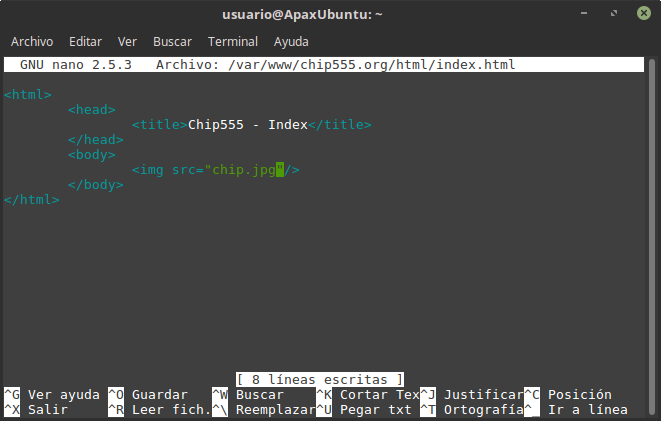 usuario@ApaxUbuntu: ~
Archivo Editar Ver Buscar Terminal Ayuda
GNU nano 2.5.3 Archivo: /var/www/chip555.org/html/index.html
<html>
<head>
<title>Chip555 - Index</title>
</head>
<body>
<img src="chip.jpg"/>
</body>
</html>
[ 8 líneas escritas ]
^G Ver ayuda ^O Guardar ^W Buscar ^K Cortar Tex^J Justificar^C Posición
^X Salir ^R Leer fich.^\ Reemplazar^U Pegar txt ^T Ortografía^_ Ir a línea